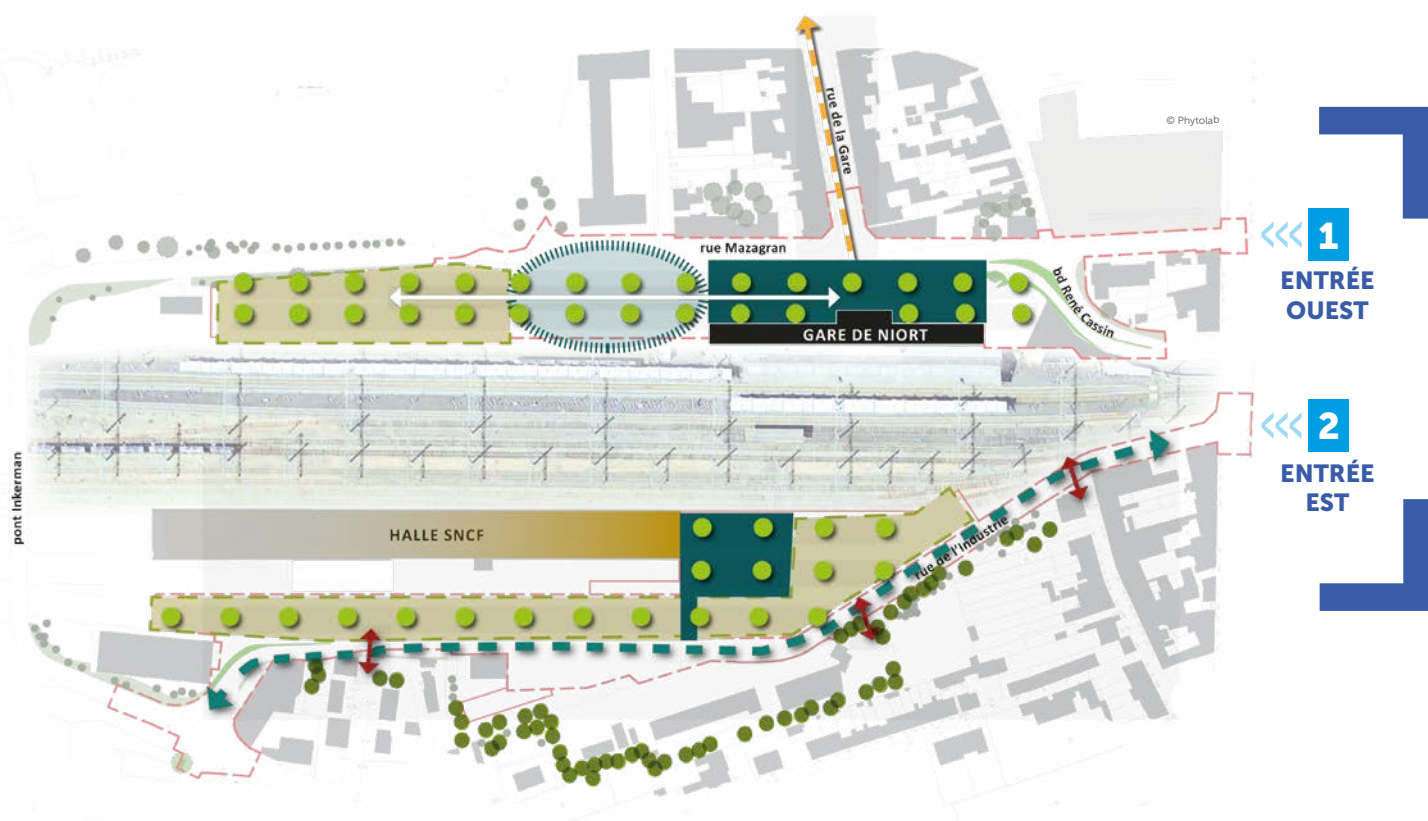 rue de la Gare
© Phytolab
rue Mazagran
«« 1
ENTRÉE
OUEST
bd René Cassin
GARE DE NIORT
«« 2
ENTRÉE
EST
pont Inkerman
HALLE SNCF
rue de l'Industrie